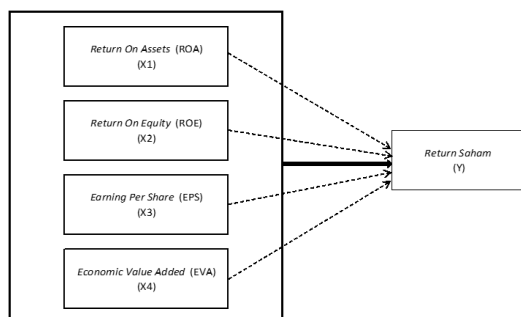 Return On Assets (ROA)
(X1)
Return On Equity (ROE)
(X2)
Earning Per Share (EPS)
(X3)
Economic Value Added (EVA)
(X4)
Return Saham
(Y)